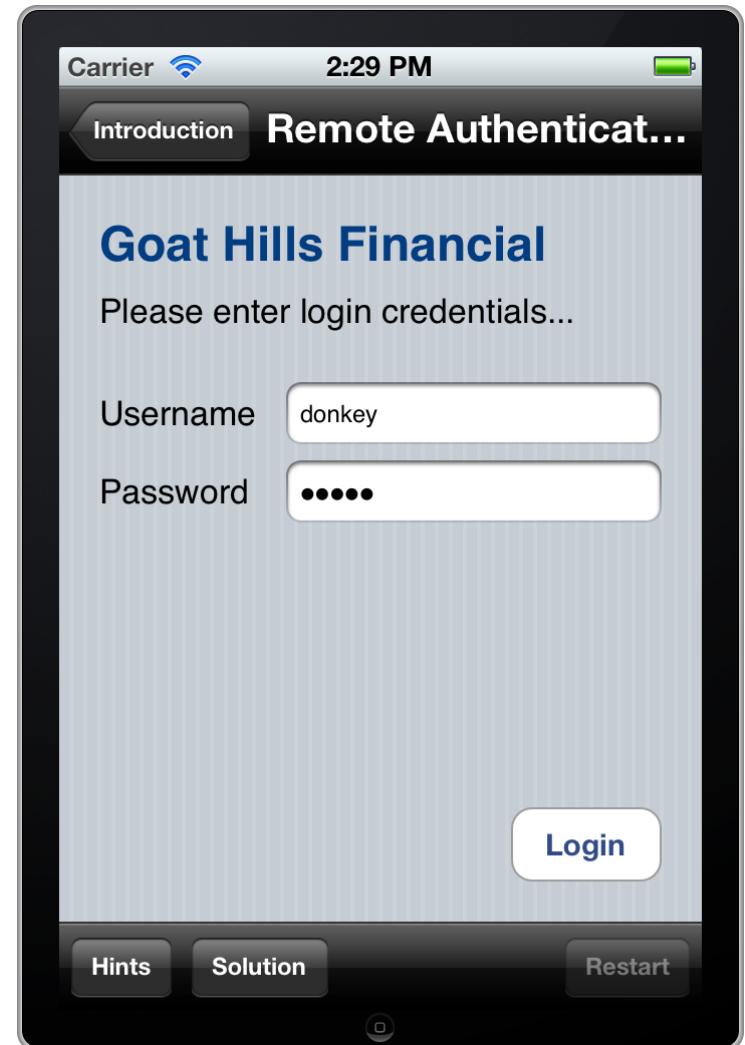 Carrier 2:29 PM
Introduction Remote Authenticat...
Goat Hills Financial
Please enter login credentials...
Username donkey
Password •••••
Login
Hints Solution Restart